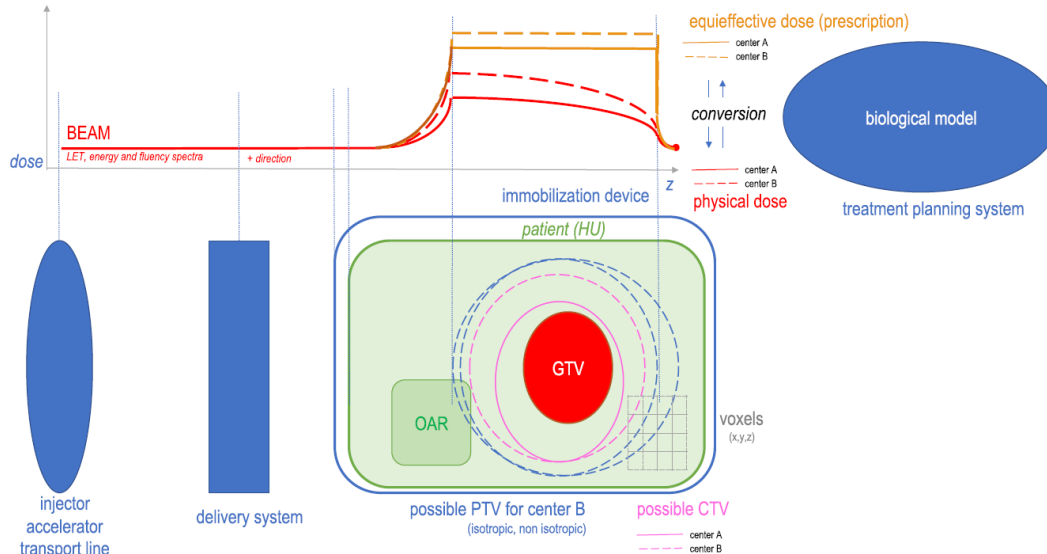 equieffective dose (prescription)
center A
center B
conversion
biological model
BEAM
LET, energy and fluency spectra
+ direction
dose
z
center A
center B
physical dose
immobilization device
treatment planning system
patient (HU)
GTV
OAR
voxels
(x,y,z)
injector
accelerator
transport line
delivery system
possible PTV for center B
(isotropic, non isotropic)
possible CTV
center A
center B